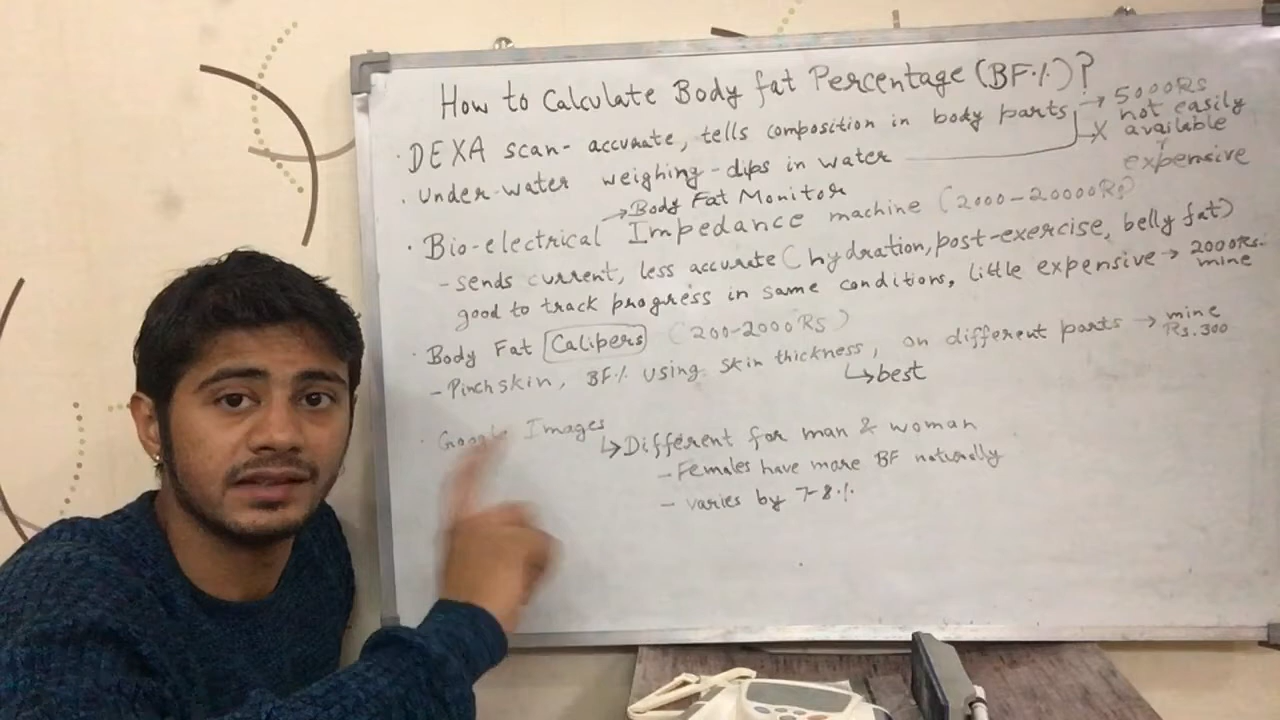 How to Calculate Body fat Percentage (BF%)?
· DEXA scan - accurate, tells composition in body parts → 5000Rs
not easily
X available
expensive
· Under-water weighing - dips in water
→ Body Fat Monitor
· Bio-electrical Impedance machine (2000-20000Rs)
- sends current, less accurate (hydration, post-exercise, belly fat)
good to track progress in same conditions, little expensive → 2000Rs.
mine
· Body Fat Calipers (200-2000 Rs)
- Pinch skin, BF% using skin thickness, on different parts → mine
Rs.300
↳ best
· Google Images
↳ Different for man & woman
- Females have more BF naturally
- varies by 7-8%